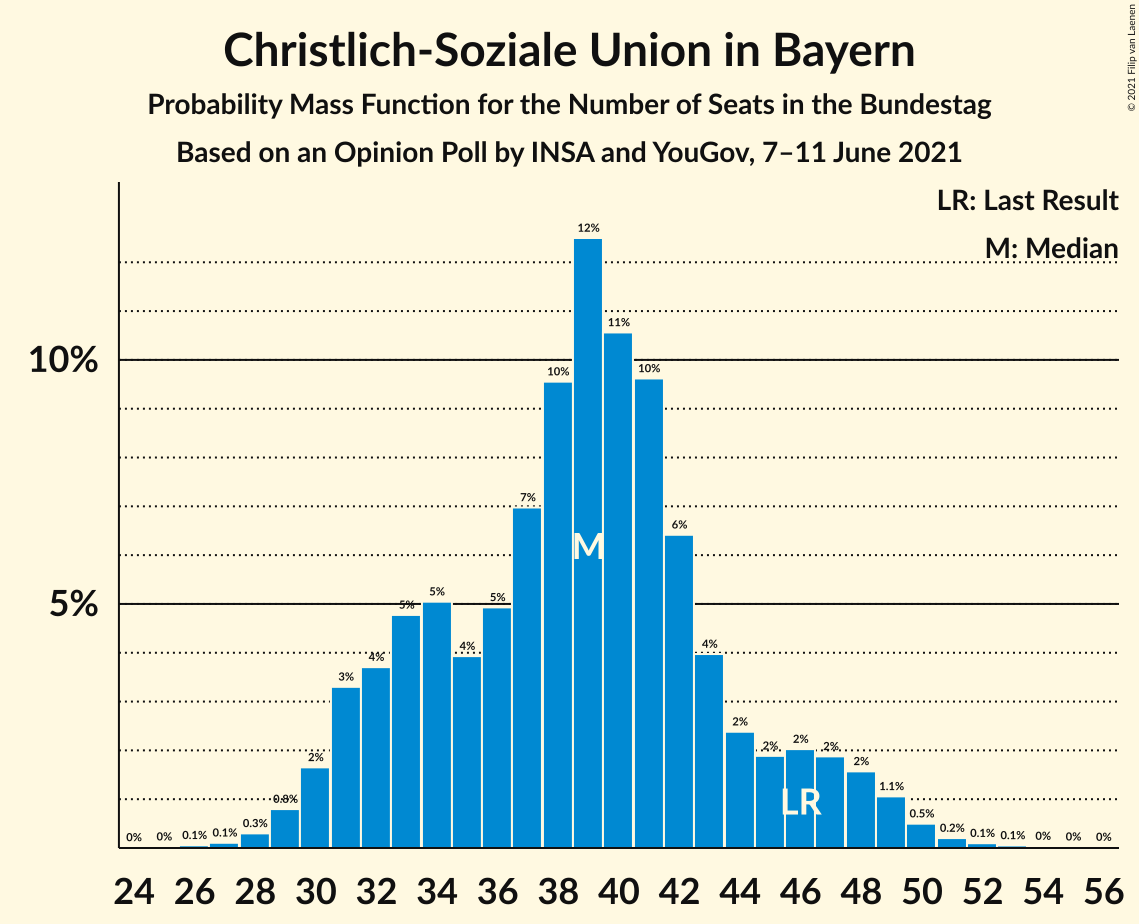 Christlich-Soziale Union in Bayern
Probability Mass Function for the Number of Seats in the Bundestag
Based on an Opinion Poll by INSA and YouGov, 7–11 June 2021
© 2021 Filip van Laenen
LR: Last Result
M: Median
10%
5%
0% 0% 0.1% 0.1% 0.3% 0.8% 2% 3% 4% 5% 5% 4% 5% 7% 10% 12% 11% 10% 6% 4% 2% 2% 2% 2% 2% 1.1% 0.5% 0.2% 0.1% 0.1% 0% 0% 0%
M
LR
24 26 28 30 32 34 36 38 40 42 44 46 48 50 52 54 56